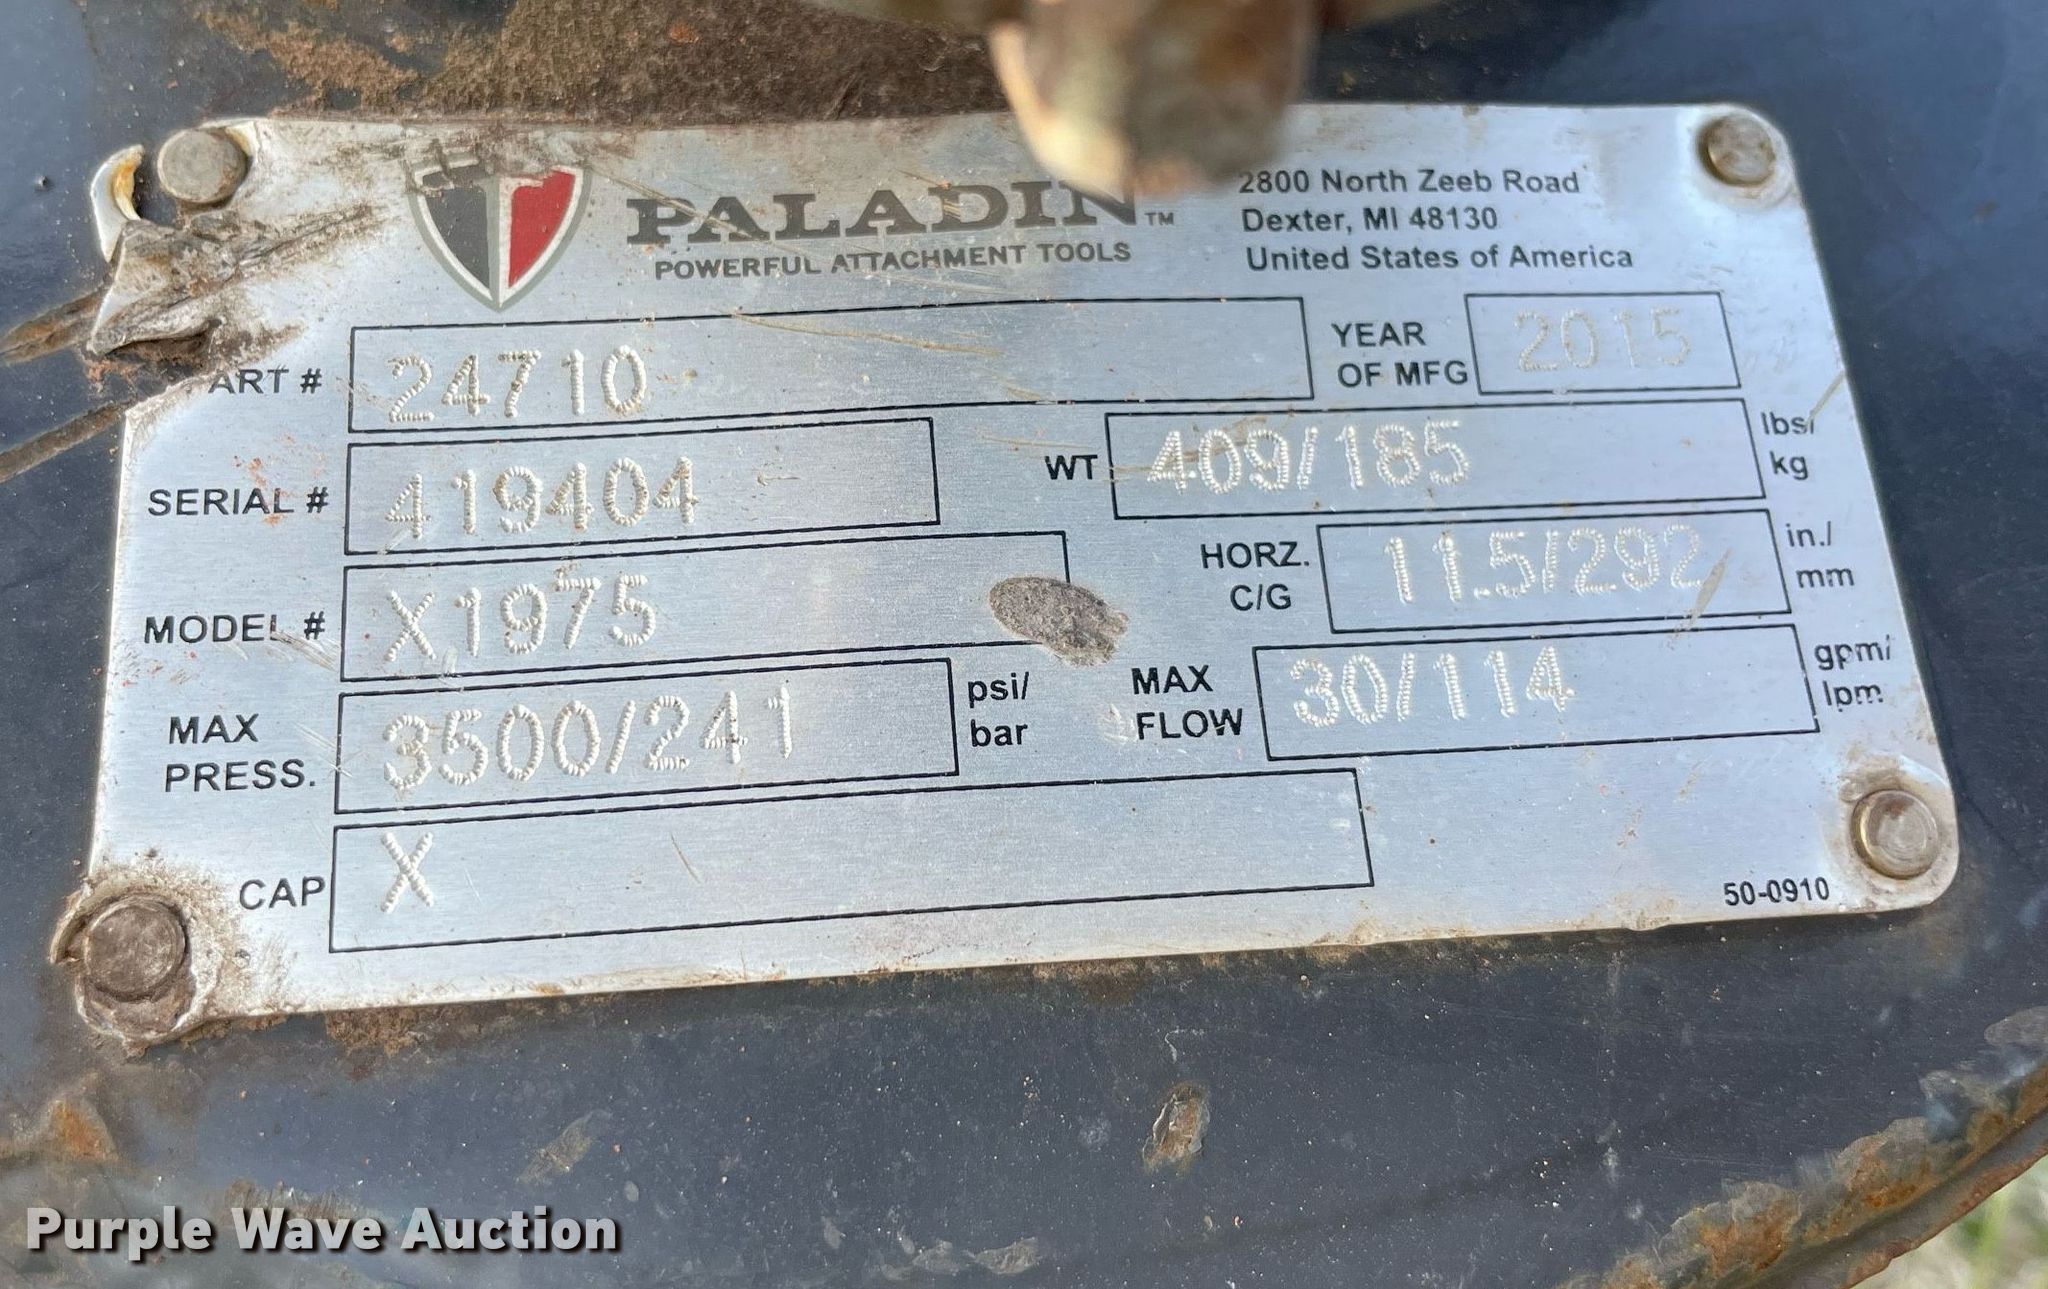 PALADIN™
POWERFUL ATTACHMENT TOOLS
2800 North Zeeb Road
Dexter, MI 48130
United States of America
PART # 24710
YEAR OF MFG 2015
SERIAL # 419404
WT 409/185 lbs/ kg
MODEL # X1975
HORZ. C/G 11.5/292 in./ mm
MAX PRESS. 3500/241 psi/ bar
MAX FLOW 30/114 gpm/ lpm
CAP X
50-0910
Purple Wave Auction